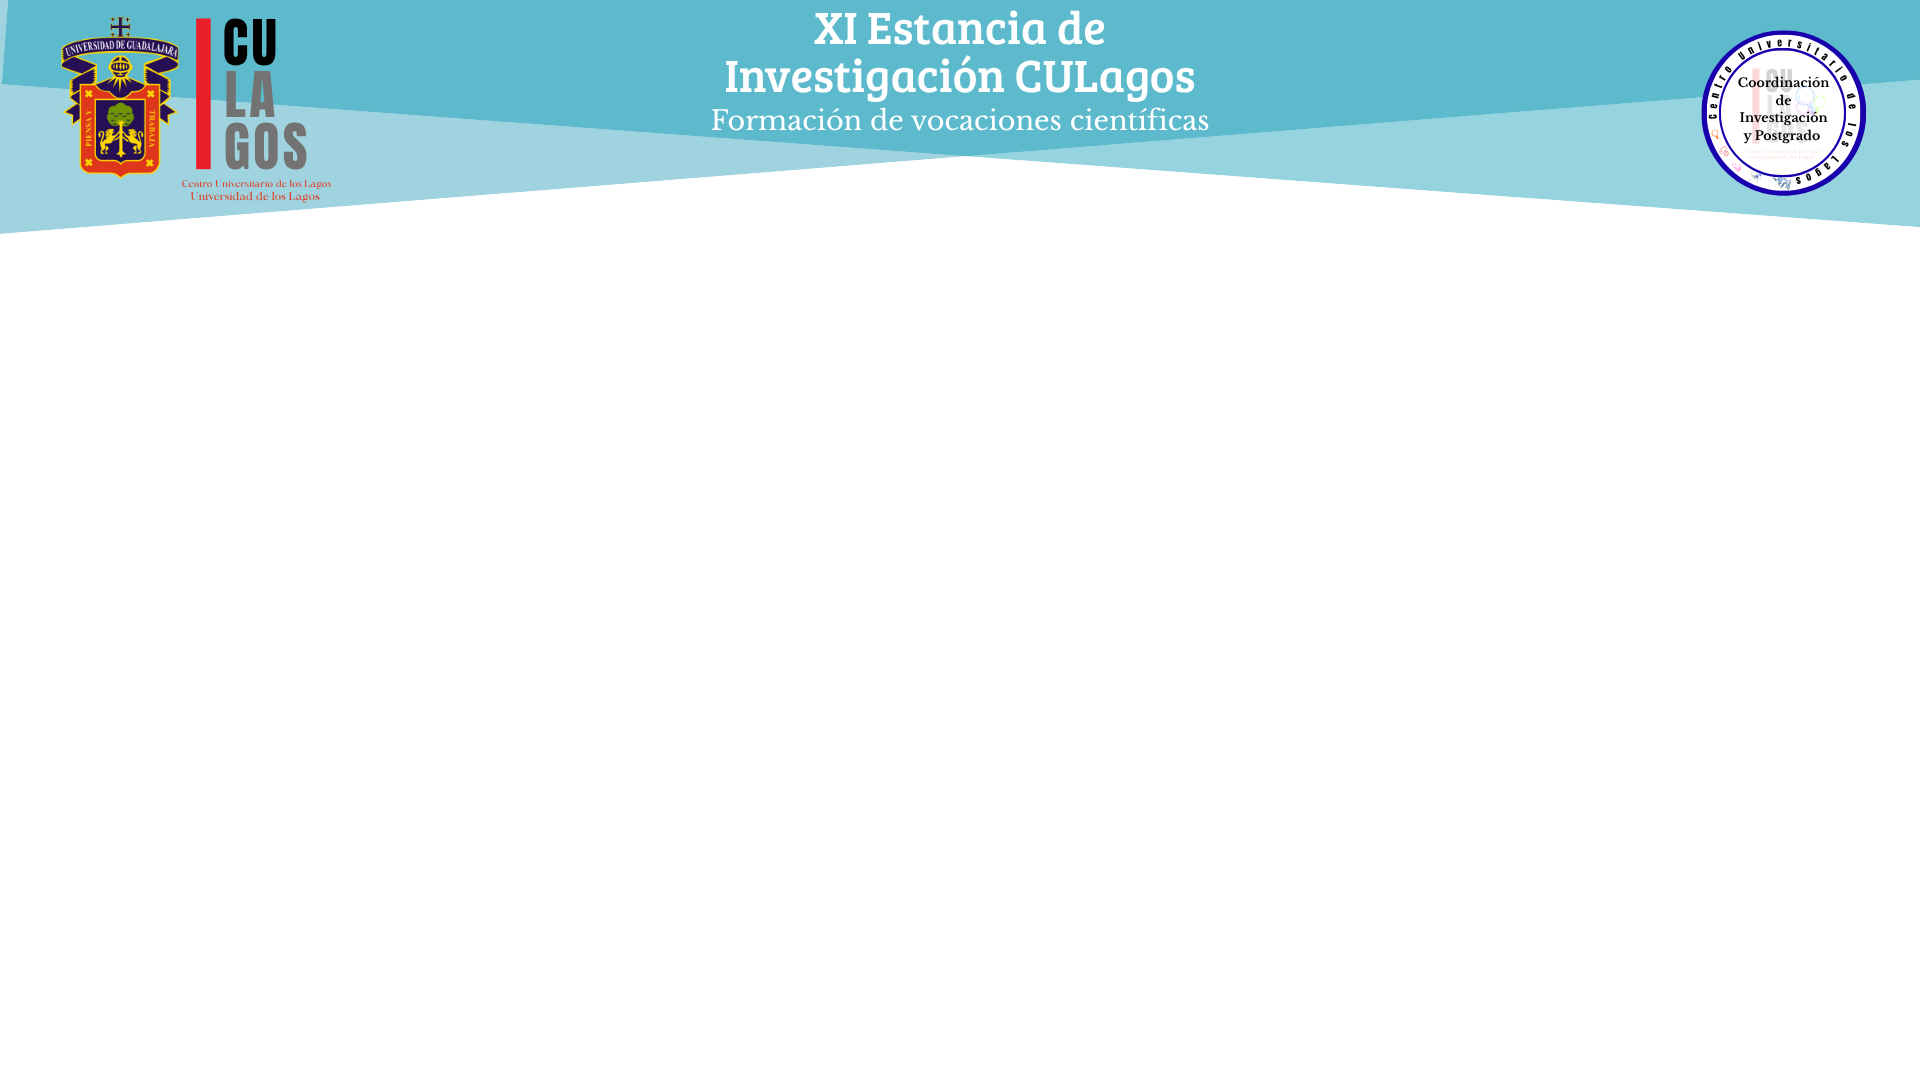 UNIVERSIDAD DE GUADALAJARA
PIENSA Y
TRABAJA
CU
LA
GOS
Centro Universitario de los Lagos
Universidad de los Lagos
XI Estancia de
Investigación CULagos
Formación de vocaciones científicas
Centro Universitario de los Lagos
Coordinación
de
Investigación
y Postgrado